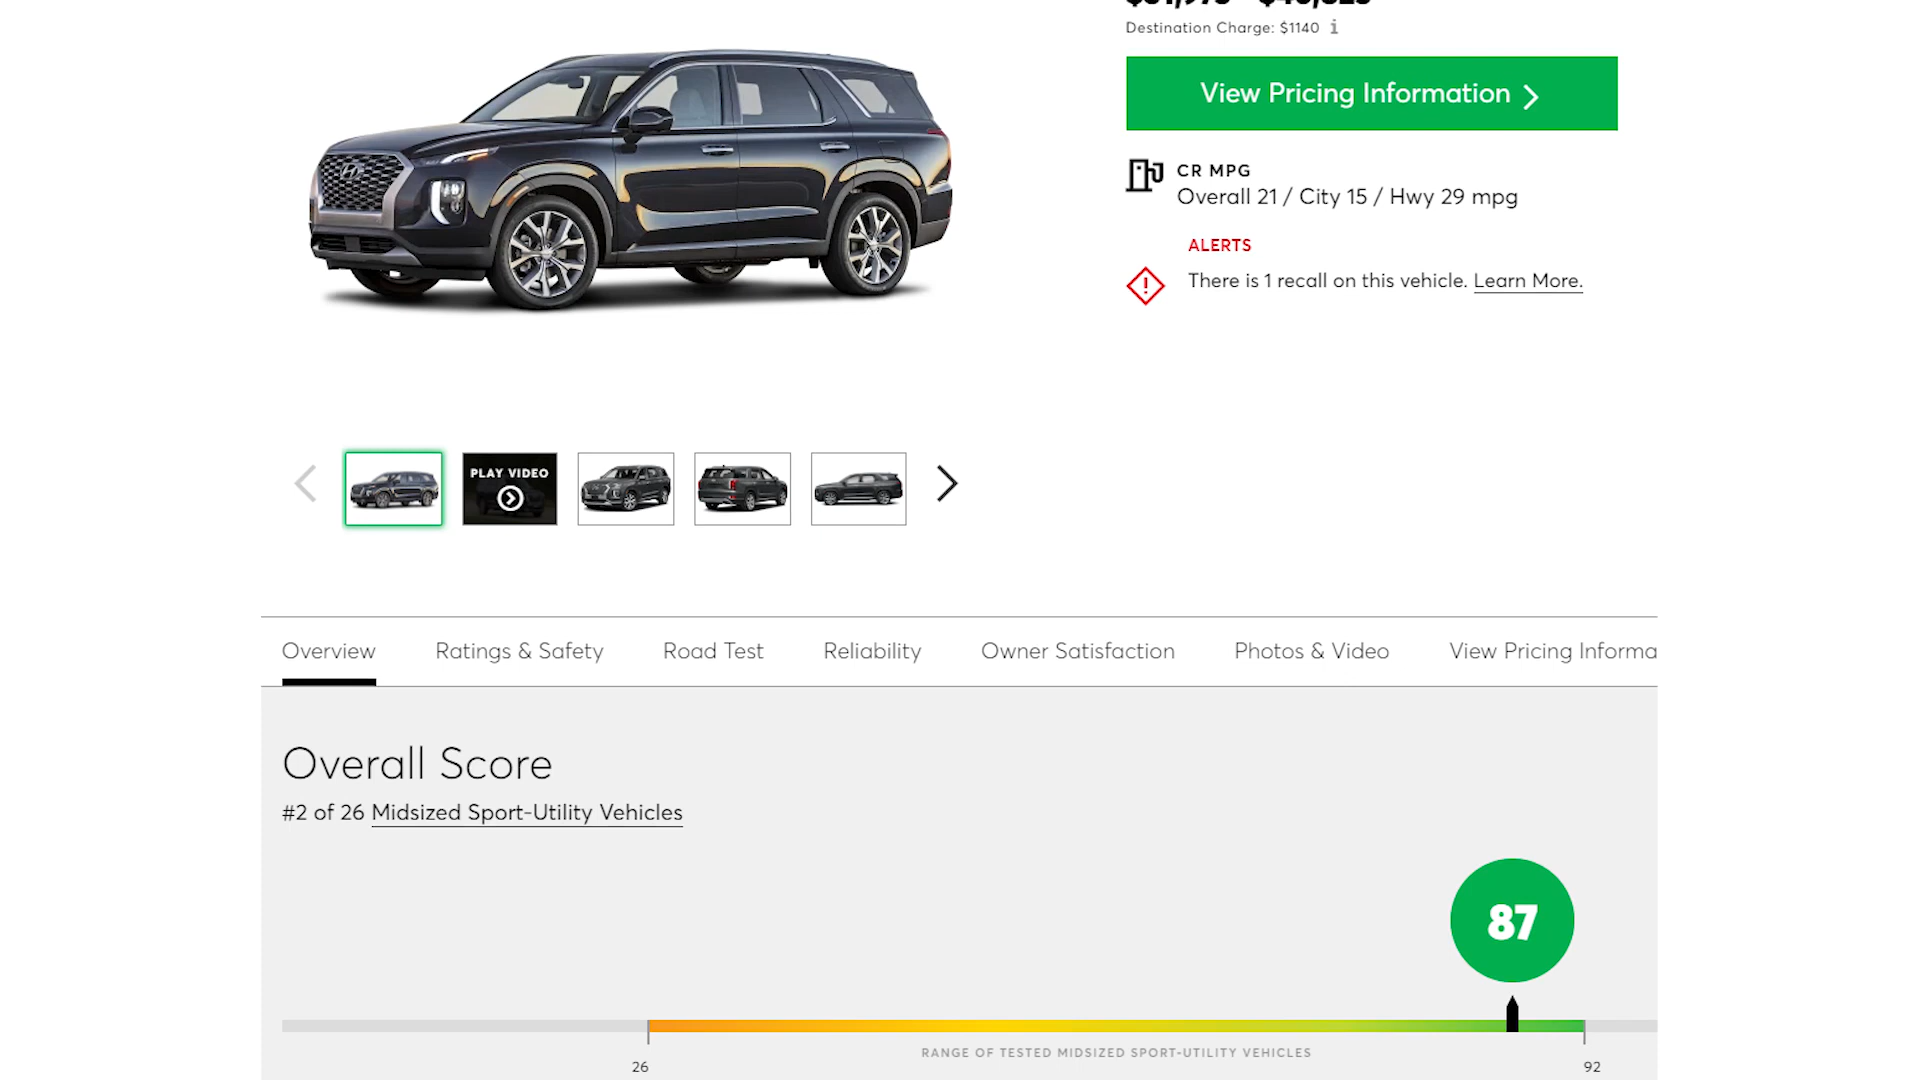 Destination Charge: $1140 i
View Pricing Information
CR MPG
Overall 21 / City 15 / Hwy 29 mpg
ALERTS
There is 1 recall on this vehicle. Learn More.
PLAY VIDEO
Overview
Ratings & Safety
Road Test
Reliability
Owner Satisfaction
Photos & Video
View Pricing Informa
Overall Score
#2 of 26 Midsized Sport-Utility Vehicles
87
RANGE OF TESTED MIDSIZED SPORT-UTILITY VEHICLES
26
92